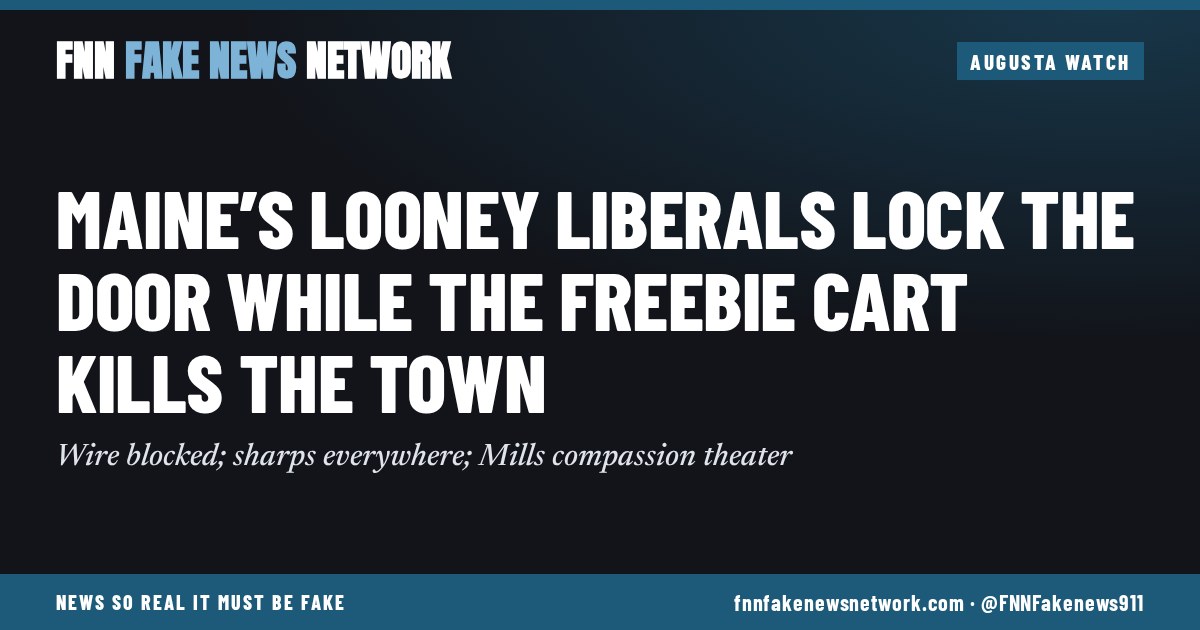 FNN FAKE NEWS NETWORK
AUGUSTA WATCH
MAINE’S LOONEY LIBERALS LOCK THE
DOOR WHILE THE FREEBIE CART
KILLS THE TOWN
Wire blocked; sharps everywhere; Mills compassion theater
NEWS SO REAL IT MUST BE FAKE
fnnfakenewsnetwork.com · @FNNFakenews911